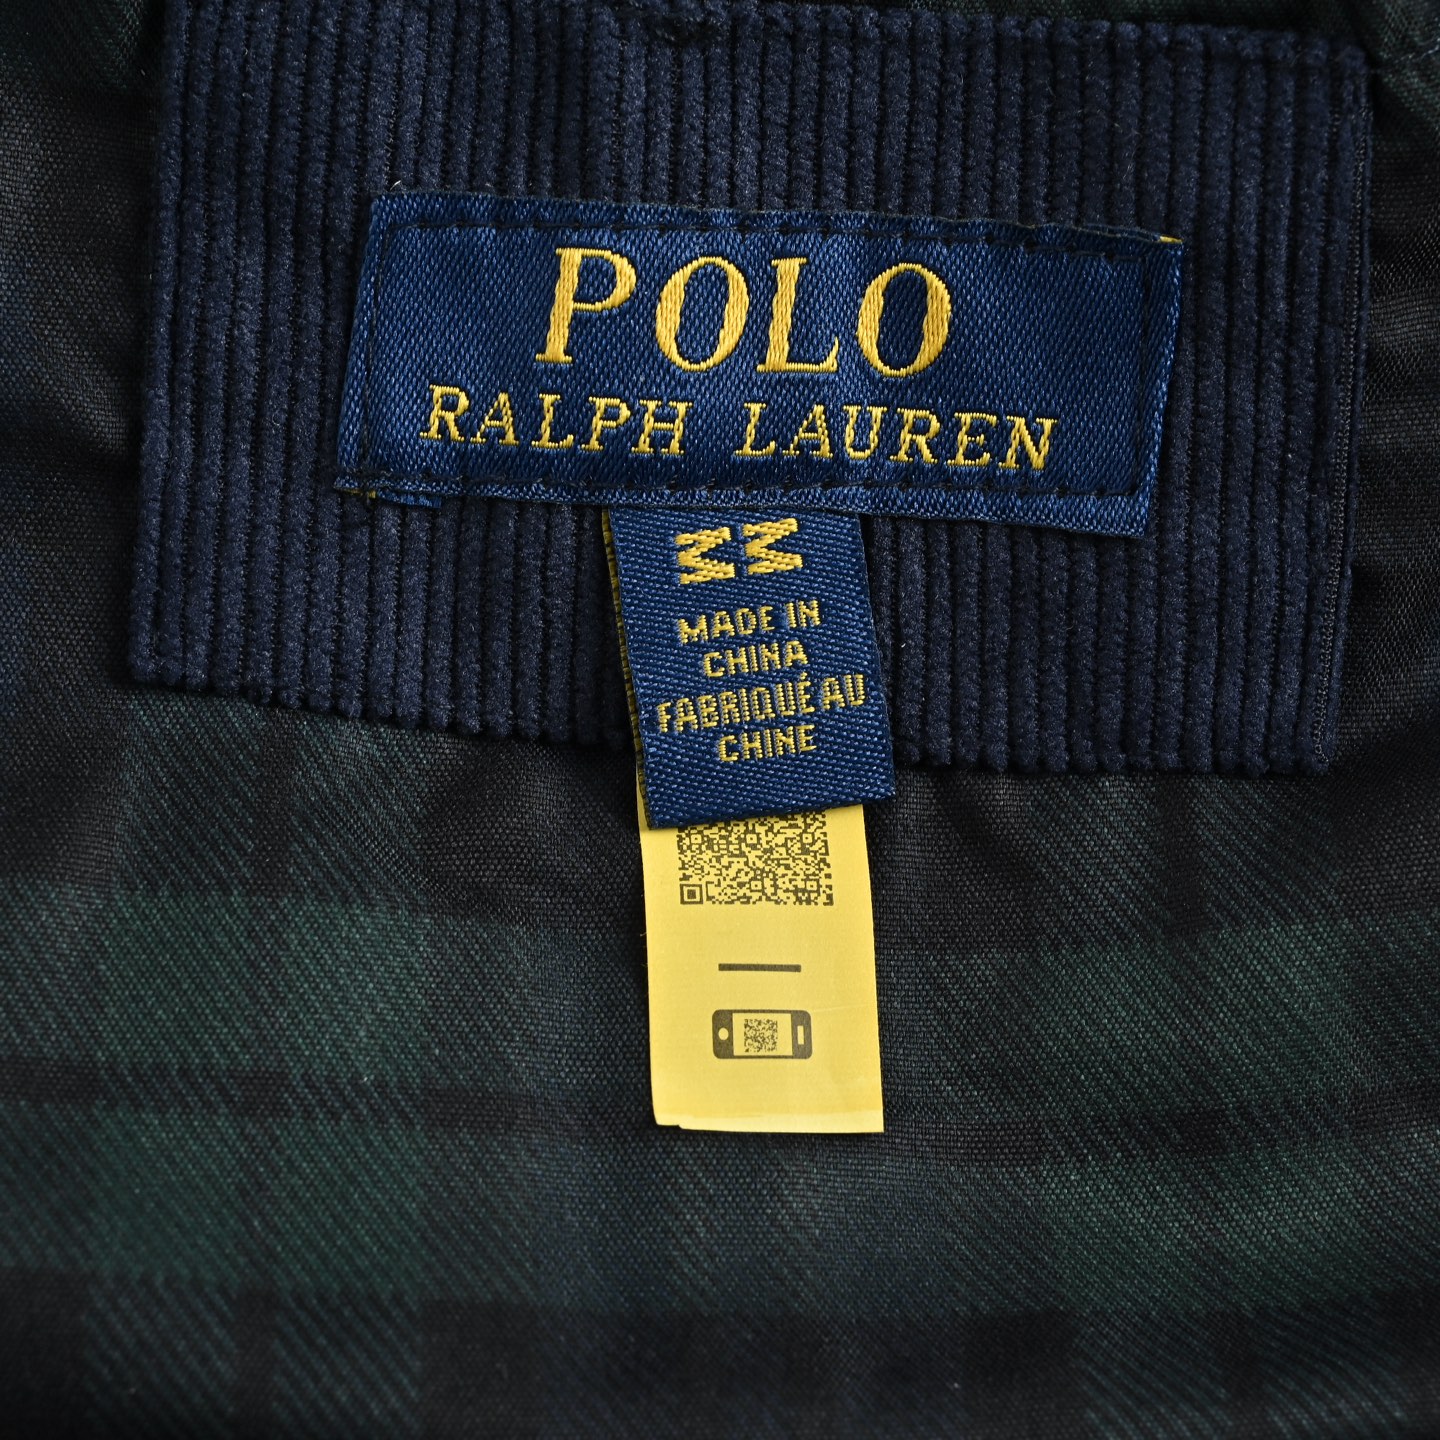 POLO
RALPH LAUREN
M M
MADE IN
CHINA
FABRIQUÉ AU
CHINE